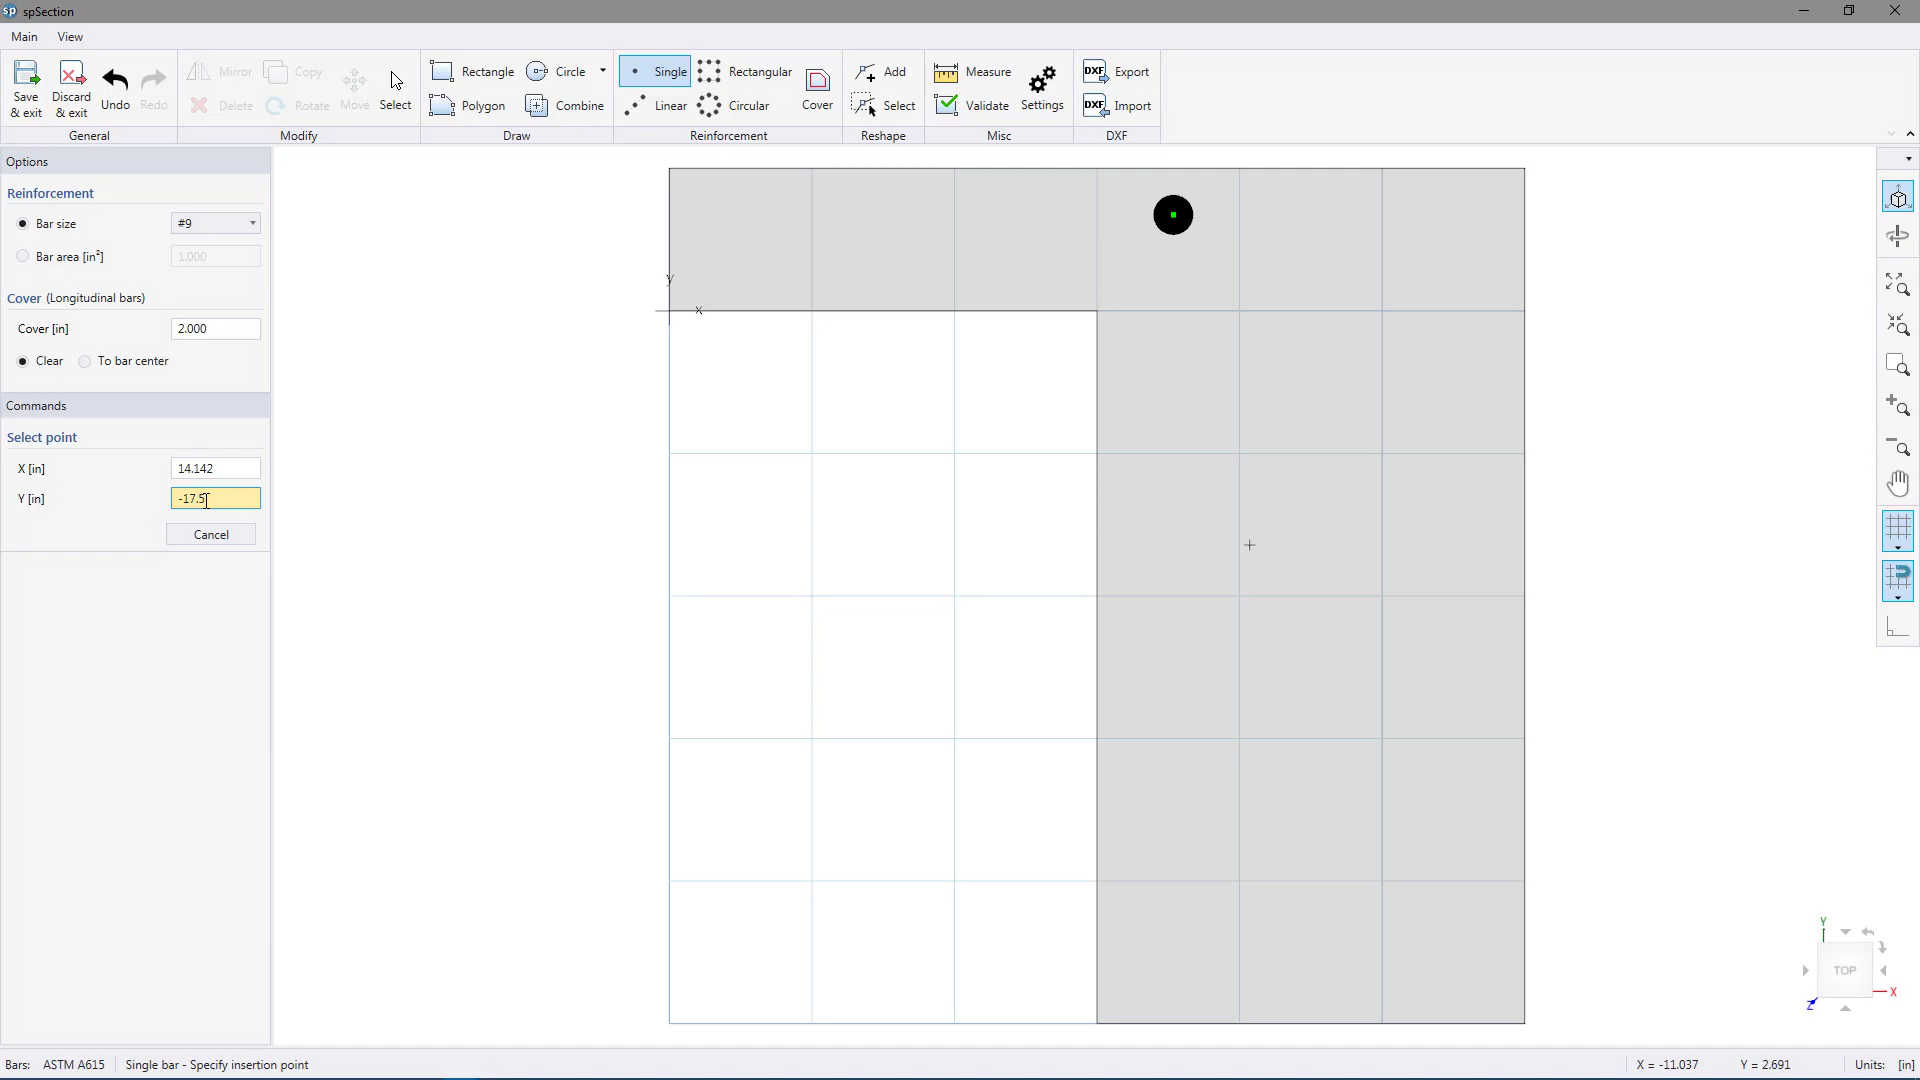 spSection
Main View
Save & exit
Discard & exit
Undo
Redo
Mirror
Copy
Delete
Rotate
Move
Select
Rectangle
Circle
Polygon
Combine
Single
Rectangular
Linear
Circular
Cover
Add
Select
Measure
Validate
Settings
DXF Export
DXF Import
General
Modify
Draw
Reinforcement
Reshape
Misc
DXF
Options
Reinforcement
Bar size #9
Bar area [in²] 1.000
Cover (Longitudinal bars)
Cover [in] 2.000
Clear To bar center
Commands
Select point
X [in] 14.142
Y [in] -17.5
Cancel
y
x
Y
TOP
X
Z
Bars: ASTM A615 Single bar - Specify insertion point X = -11.037 Y = 2.691 Units: [in]